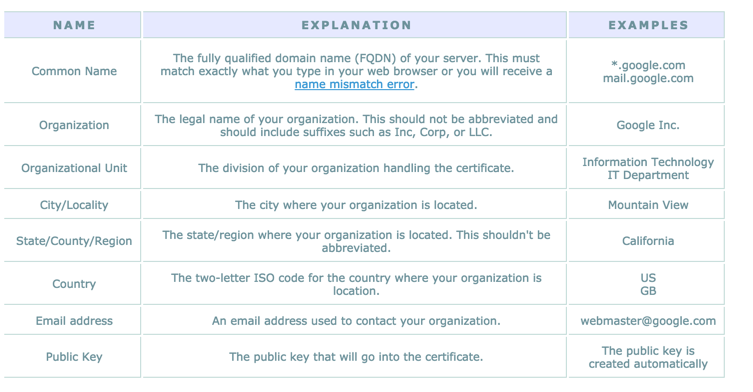 NAME EXPLANATION EXAMPLES
Common Name
The fully qualified domain name (FQDN) of your server. This must
match exactly what you type in your web browser or you will receive a
name mismatch error.
*.google.com
mail.google.com
Organization
The legal name of your organization. This should not be abbreviated and
should include suffixes such as Inc, Corp, or LLC.
Google Inc.
Organizational Unit
The division of your organization handling the certificate.
Information Technology
IT Department
City/Locality
The city where your organization is located.
Mountain View
State/County/Region
The state/region where your organization is located. This shouldn't be
abbreviated.
California
Country
The two-letter ISO code for the country where your organization is
location.
US
GB
Email address
An email address used to contact your organization.
webmaster@google.com
Public Key
The public key that will go into the certificate.
The public key is
created automatically